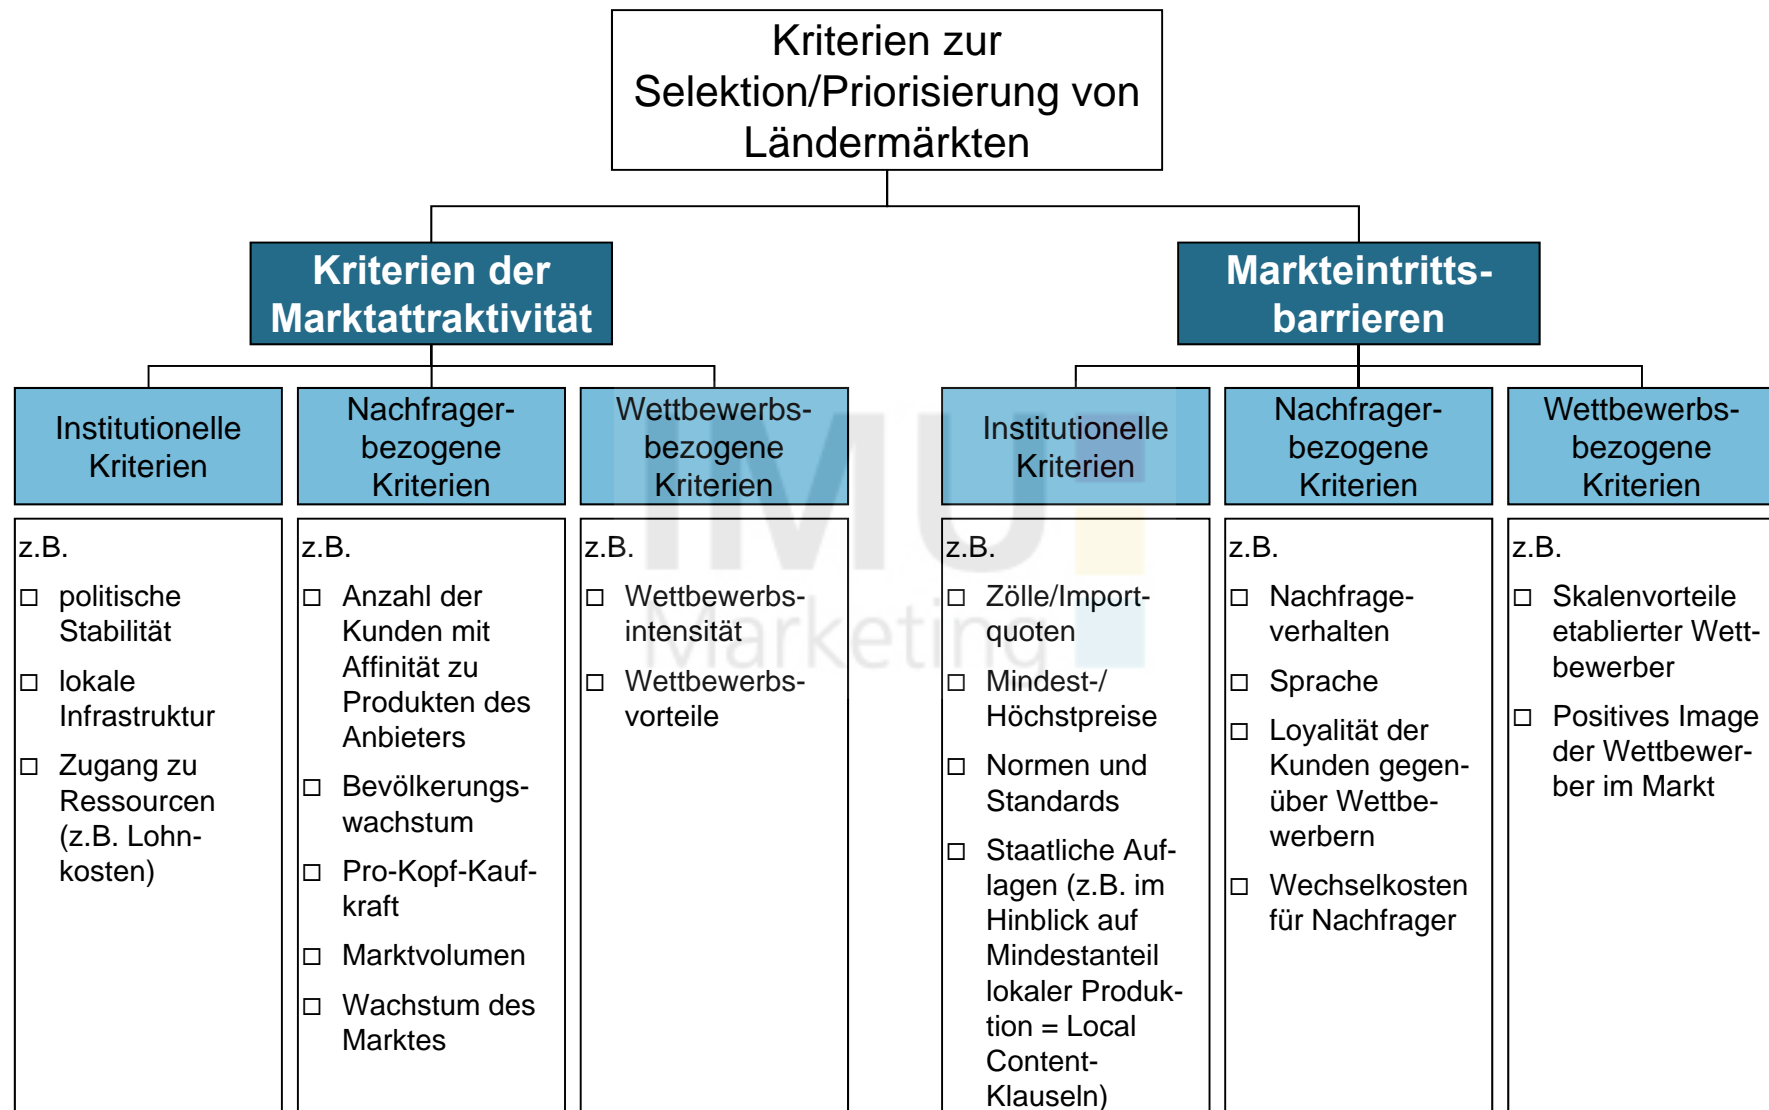 Kriterien zur
Selektion/Priorisierung von
Ländermärkten
Kriterien der
Marktattraktivität
Markteintritts-
barrieren
Institutionelle
Kriterien
Nachfrager-
bezogene
Kriterien
Wettbewerbs-
bezogene
Kriterien
Institutionelle
Kriterien
Nachfrager-
bezogene
Kriterien
Wettbewerbs-
bezogene
Kriterien
z.B.
□ politische
Stabilität
□ lokale
Infrastruktur
□ Zugang zu
Ressourcen
(z.B. Lohn-
kosten)
z.B.
□ Anzahl der
Kunden mit
Affinität zu
Produkten des
Anbieters
□ Bevölkerungs-
wachstum
□ Pro-Kopf-Kauf-
kraft
□ Marktvolumen
□ Wachstum des
Marktes
z.B.
□ Wettbewerbs-
intensität
□ Wettbewerbs-
vorteile
z.B.
□ Zölle/Import-
quoten
□ Mindest-/
Höchstpreise
□ Normen und
Standards
□ Staatliche Auf-
lagen (z.B. im
Hinblick auf
Mindestanteil
lokaler Produk-
tion = Local
Content-
Klauseln)
z.B.
□ Nachfrage-
verhalten
□ Sprache
□ Loyalität der
Kunden gegen-
über Wettbe-
werbern
□ Wechselkosten
für Nachfrager
z.B.
□ Skalenvorteile
etablierter Wett-
bewerber
□ Positives Image
der Wettbewer-
ber im Markt
IMU
Marketing